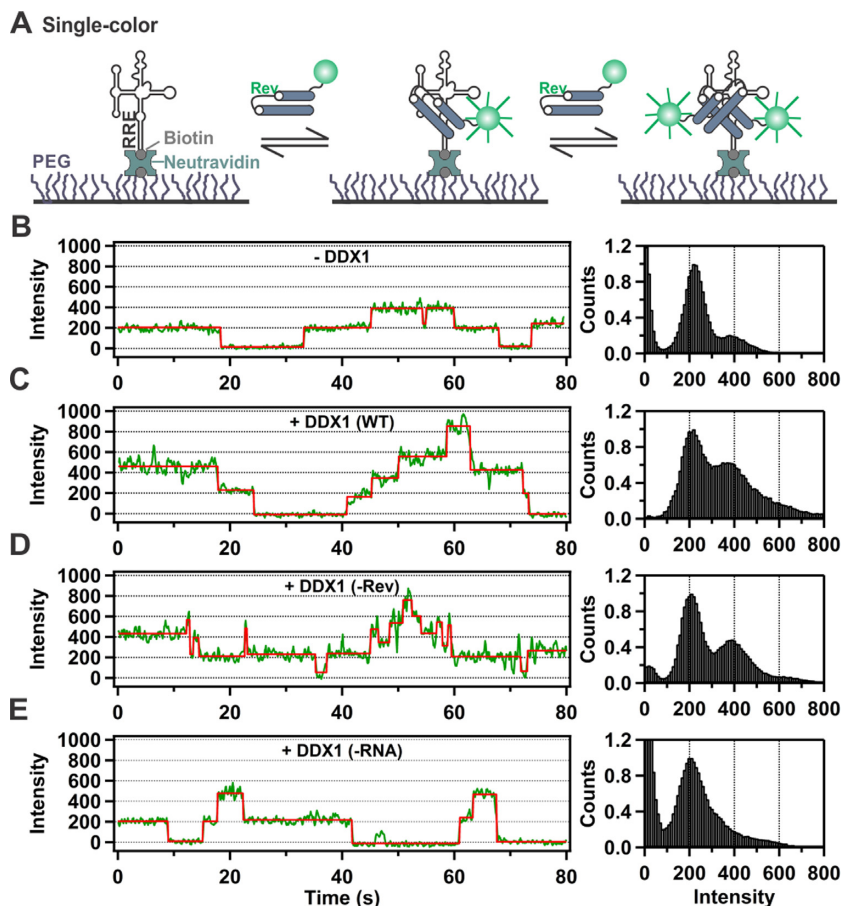 A Single-color
Rev
Rev
RRE
Biotin
Neutravidin
PEG
B
- DDX1
Intensity
1000
800
600
400
200
0
0 20 40 60 80
Counts
1.2
0.8
0.4
0.0
0 200 400 600 800
C
+ DDX1 (WT)
Intensity
1000
800
600
400
200
0
0 20 40 60 80
Counts
1.2
0.8
0.4
0.0
0 200 400 600 800
D
+ DDX1 (-Rev)
Intensity
1000
800
600
400
200
0
0 20 40 60 80
Counts
1.2
0.8
0.4
0.0
0 200 400 600 800
E
+ DDX1 (-RNA)
Intensity
1000
800
600
400
200
0
0 20 40 60 80
Time (s)
Counts
1.2
0.8
0.4
0.0
0 200 400 600 800
Intensity